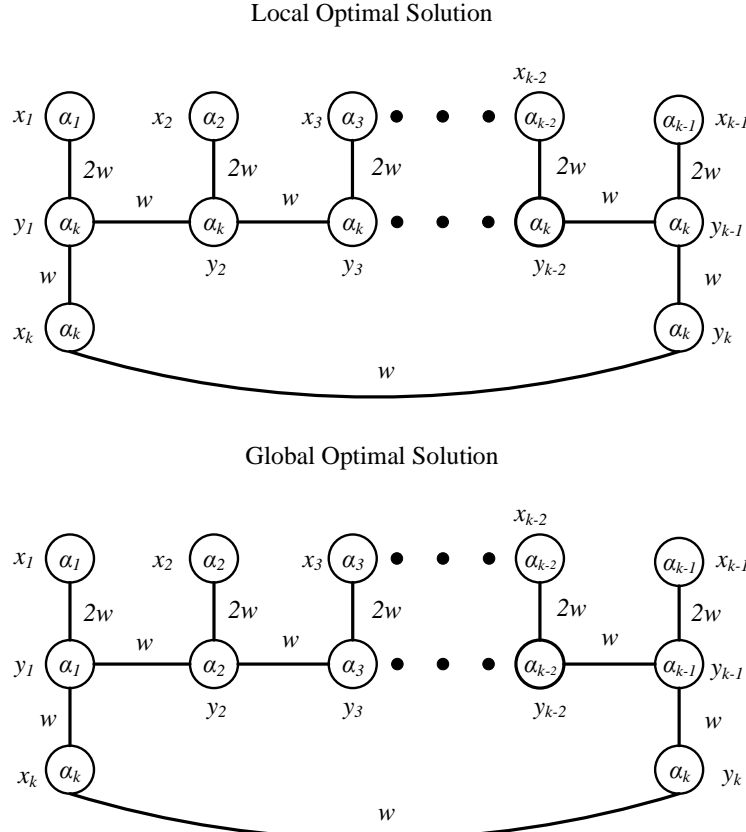 Local Optimal Solution
x_{k-2}
x_1 α_1 x_2 α_2 x_3 α_3 α_{k-2} α_{k-1} x_{k-1}
2w 2w 2w 2w 2w
w w w
y_1 α_k α_k α_k α_k α_k y_{k-1}
y_2 y_3 y_{k-2}
w w
x_k α_k α_k y_k
w
Global Optimal Solution
x_{k-2}
x_1 α_1 x_2 α_2 x_3 α_3 α_{k-2} α_{k-1} x_{k-1}
2w 2w 2w 2w 2w
w w w
y_1 α_1 α_2 α_3 α_{k-2} α_{k-1} y_{k-1}
y_2 y_3 y_{k-2}
w w
x_k α_k α_k y_k
w